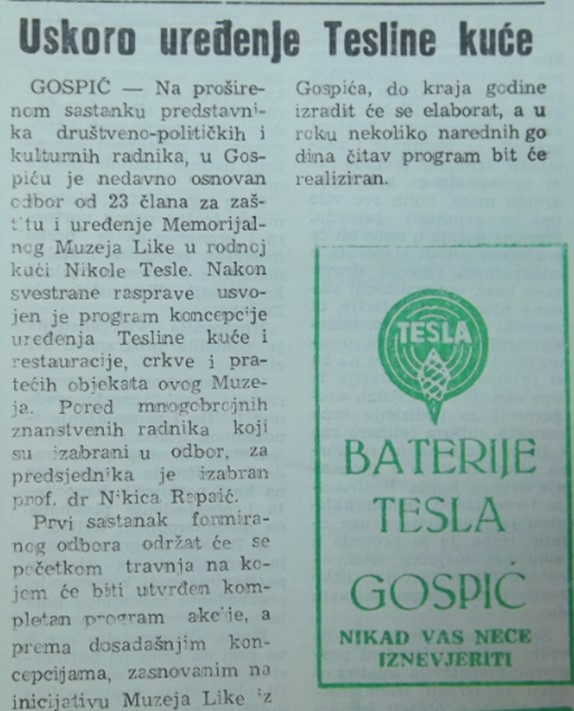 Uskoro uređenje Tesline kuće
GOSPIĆ — Na prošire-
nom sastanku predstavni-
ka društveno-političkih i
kulturnih radnika, u Gos-
piću je nedavno osnovan
odbor od 23 člana za zaš-
titu i uređenje Memorijal-
nog Muzeja Like u rodnoj
kući Nikole Tesle. Nakon
svestrane rasprave usvo-
jen je program koncepcije
uređenja Tesline kuće i
restauracije, crkve i pra-
tećih objekata ovog Muze-
ja. Pored mnogobrojnih
znanstvenih radnika koji
su izabrani u odbor, za
predsjednika je izabran
prof. dr Nikica Rapaić.
Prvi sastanak formira-
nog odbora održat će se
početkom travnja na ko-
jem će biti utvrđen kom-
pletan program akcije, a
prema dosadašnjim kon-
cepcijama, zasnovanim na
inicijativu Muzeja Like iz
Gospića, do kraja godine
izradit će se elaborat, a u
roku nekoliko narednih go
dina čitav program bit će
realiziran.
TESLA
BATERIJE
TESLA
GOSPIĆ
NIKAD VAS NEĆE
IZNEVJERITI